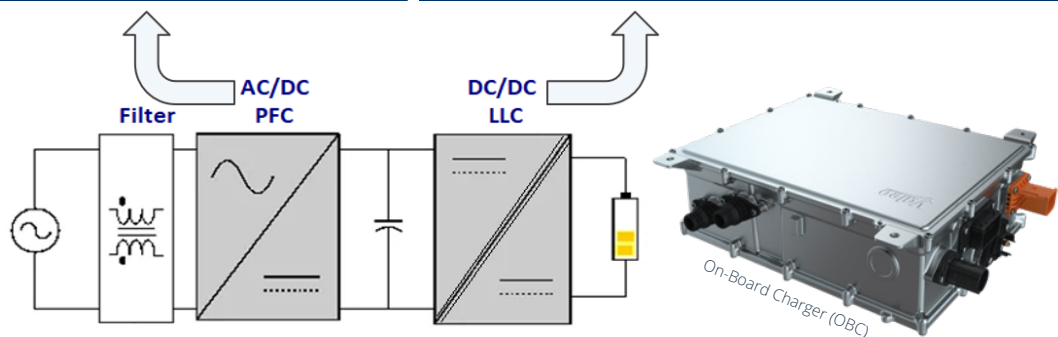 AC/DC
PFC
DC/DC
LLC
Filter
On-Board Charger (OBC)